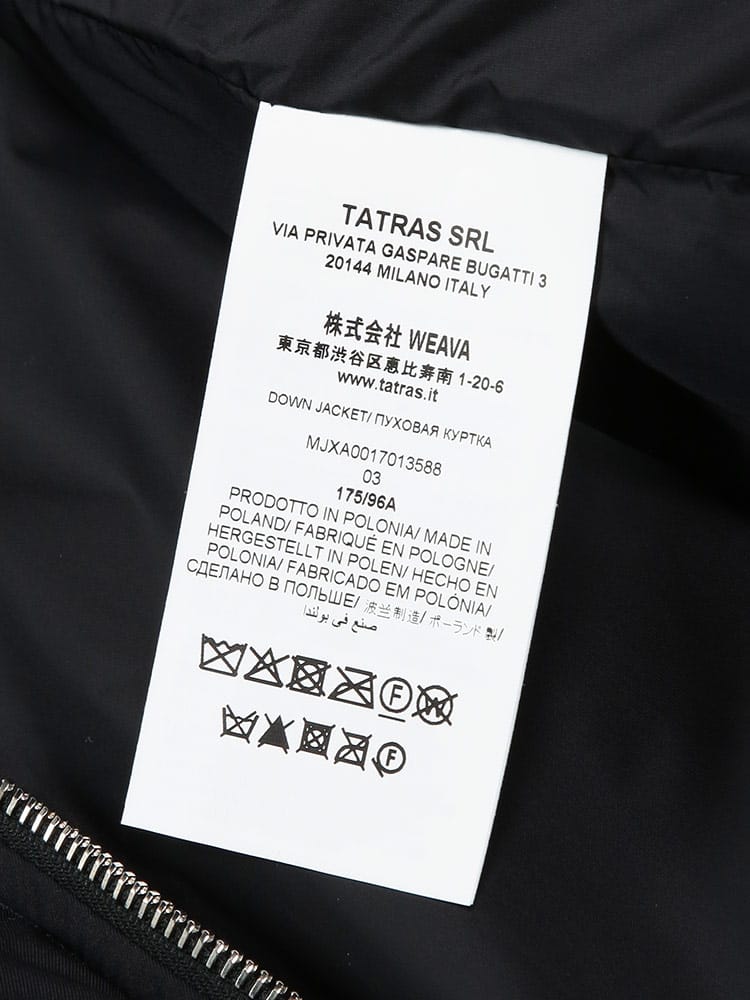 TATRAS SRL
VIA PRIVATA GASPARE BUGATTI 3
20144 MILANO ITALY
株式会社 WEAVA
東京都渋谷区恵比寿南 1-20-6
www.tatras.it
DOWN JACKET/ ПУХОВАЯ КУРТКА
MJXA0017013588
03
175/96A
PRODOTTO IN POLONIA/ MADE IN
POLAND/ FABRIQUÉ EN POLOGNE/
HERGESTELLT IN POLEN/ HECHO EN
POLONIA/ FABRICADO EM POLÓNIA/
СДЕЛАНО В ПОЛЬШЕ/ 波兰制造/ ポーランド製/
صنع في بولندا
F W
F